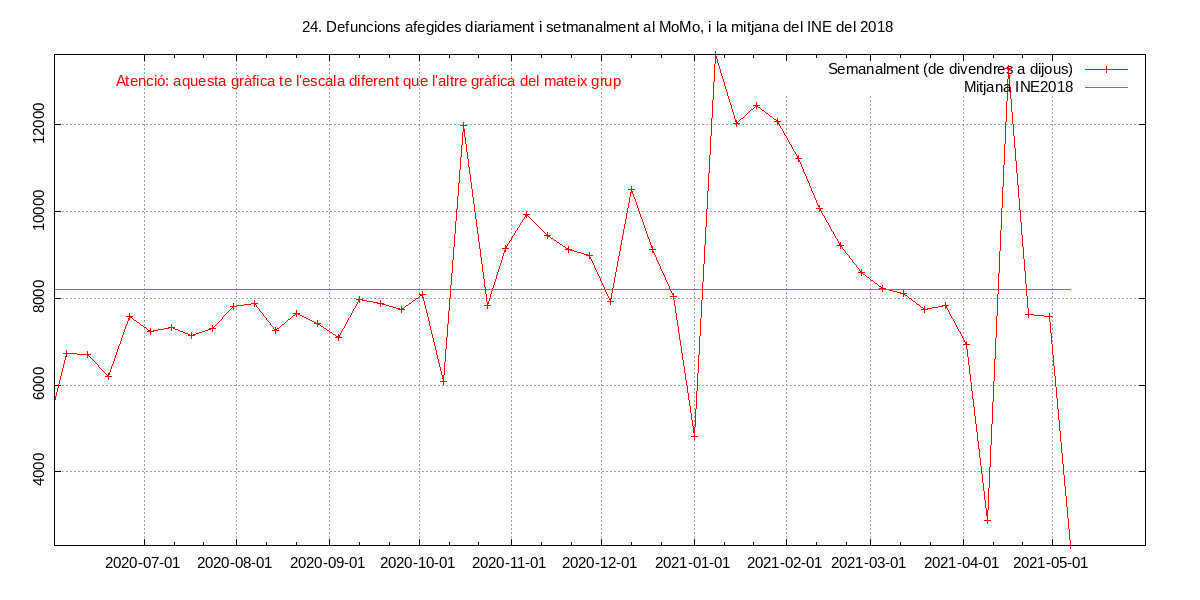 24. Defuncions afegides diariament i setmanalment al MoMo, i la mitjana del INE del 2018
Atenció: aquesta gràfica te l'escala diferent que l'altre gràfica del mateix grup
Semanalment (de divendres a dijous)
Mitjana INE2018
12000
10000
8000
6000
4000
2020-07-01 2020-08-01 2020-09-01 2020-10-01 2020-11-01 2020-12-01 2021-01-01 2021-02-01 2021-03-01 2021-04-01 2021-05-01